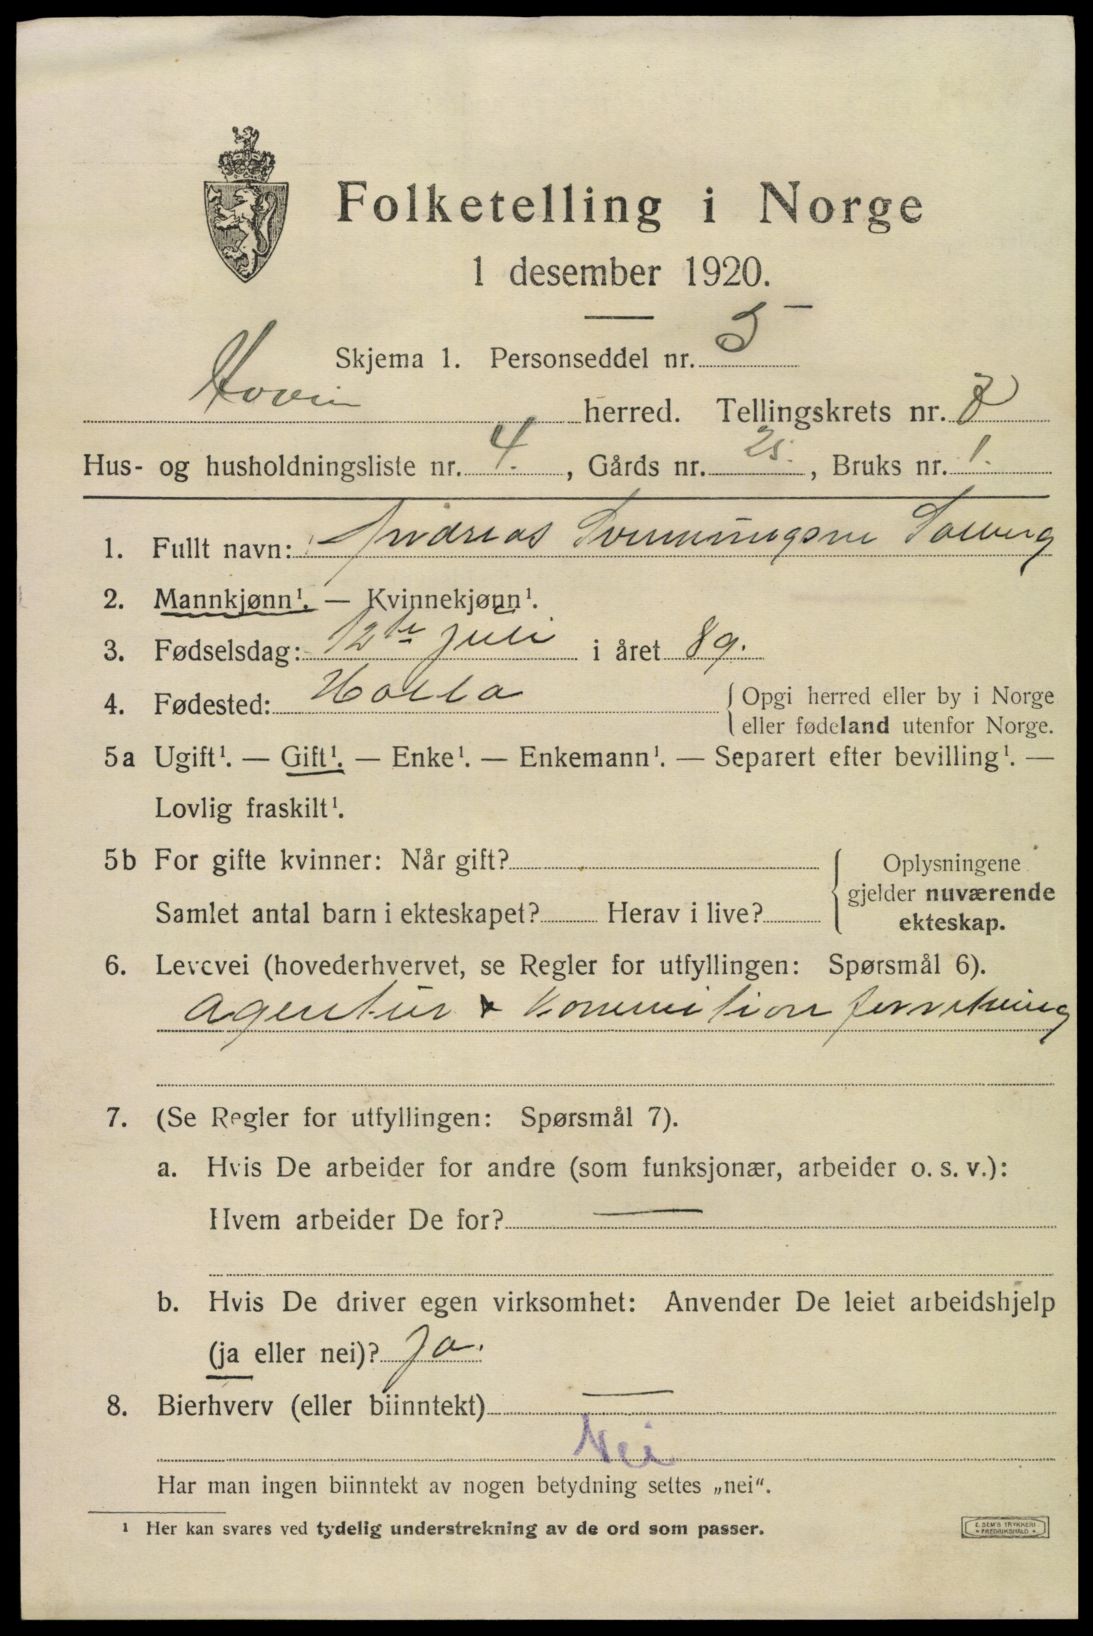 Folketelling i Norge
1 desember 1920.
Skjema 1. Personseddel nr. 5
Hovin herred. Tellingskrets nr. 3
Hus- og husholdningsliste nr. 4. , Gårds nr. 25. , Bruks nr. 1.
1. Fullt navn: Andreas Svenningsen Solberg
2. Mannkjønn¹. — Kvinnekjønn¹.
3. Fødselsdag: 12te juli i året 89.
4. Fødested: Holla { Opgi herred eller by i Norge
eller fødeland utenfor Norge.
5a Ugift¹. — Gift¹. — Enke¹. — Enkemann¹. — Separert efter bevilling¹. —
Lovlig fraskilt¹.
5b For gifte kvinner: Når gift? { Oplysningene
gjelder nuværende
Samlet antal barn i ekteskapet? Herav i live?
ekteskap.
6. Levevei (hovederhvervet, se Regler for utfyllingen: Spørsmål 6).
Agentur & Kommition forretning
7. (Se Regler for utfyllingen: Spørsmål 7).
a. Hvis De arbeider for andre (som funksjonær, arbeider o. s. v.):
Hvem arbeider De for? —
b. Hvis De driver egen virksomhet: Anvender De leiet arbeidshjelp
(ja eller nei)? Ja.
8. Bierhverv (eller biinntekt) —
Nei
Har man ingen biinntekt av nogen betydning settes „nei“.
¹ Her kan svares ved tydelig understrekning av de ord som passer.
E. SEM'S TRYKKERI
FREDRIKSHALD